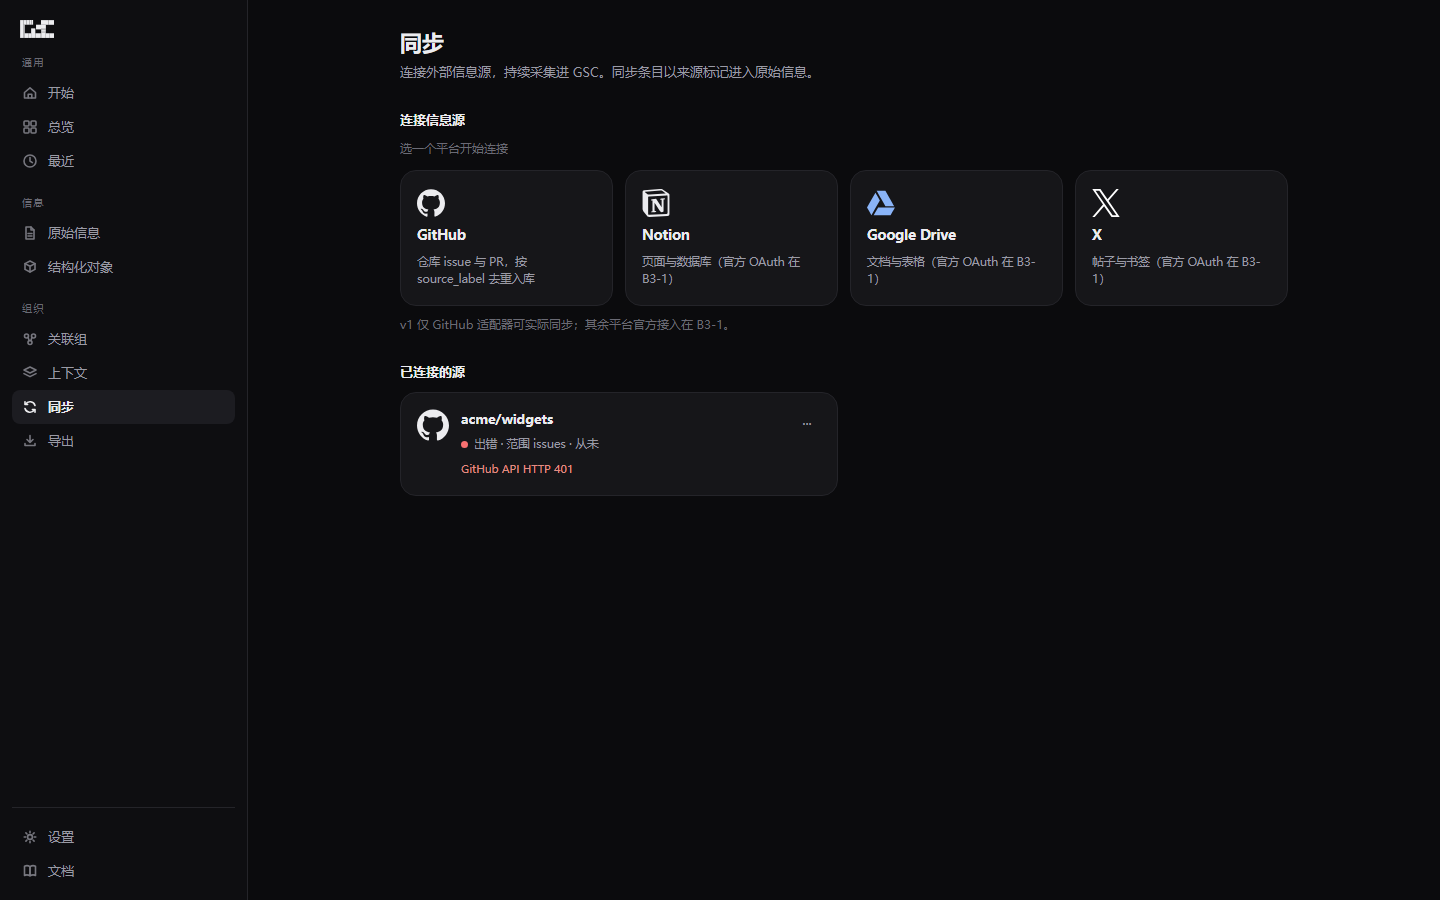 GSC
通用
开始
总览
最近
信息
原始信息
结构化对象
组织
关联组
上下文
同步
导出
设置
文档
同步
连接外部信息源，持续采集进 GSC。同步条目以来源标记进入原始信息。
连接信息源
选一个平台开始连接
GitHub
仓库 issue 与 PR，按
source_label 去重入库
Notion
页面与数据库（官方 OAuth 在
B3-1）
Google Drive
文档与表格（官方 OAuth 在 B3-
1）
X
帖子与书签（官方 OAuth 在 B3-
1）
v1 仅 GitHub 适配器可实际同步；其余平台官方接入在 B3-1。
已连接的源
acme/widgets
...
出错 · 范围 issues · 从未
GitHub API HTTP 401